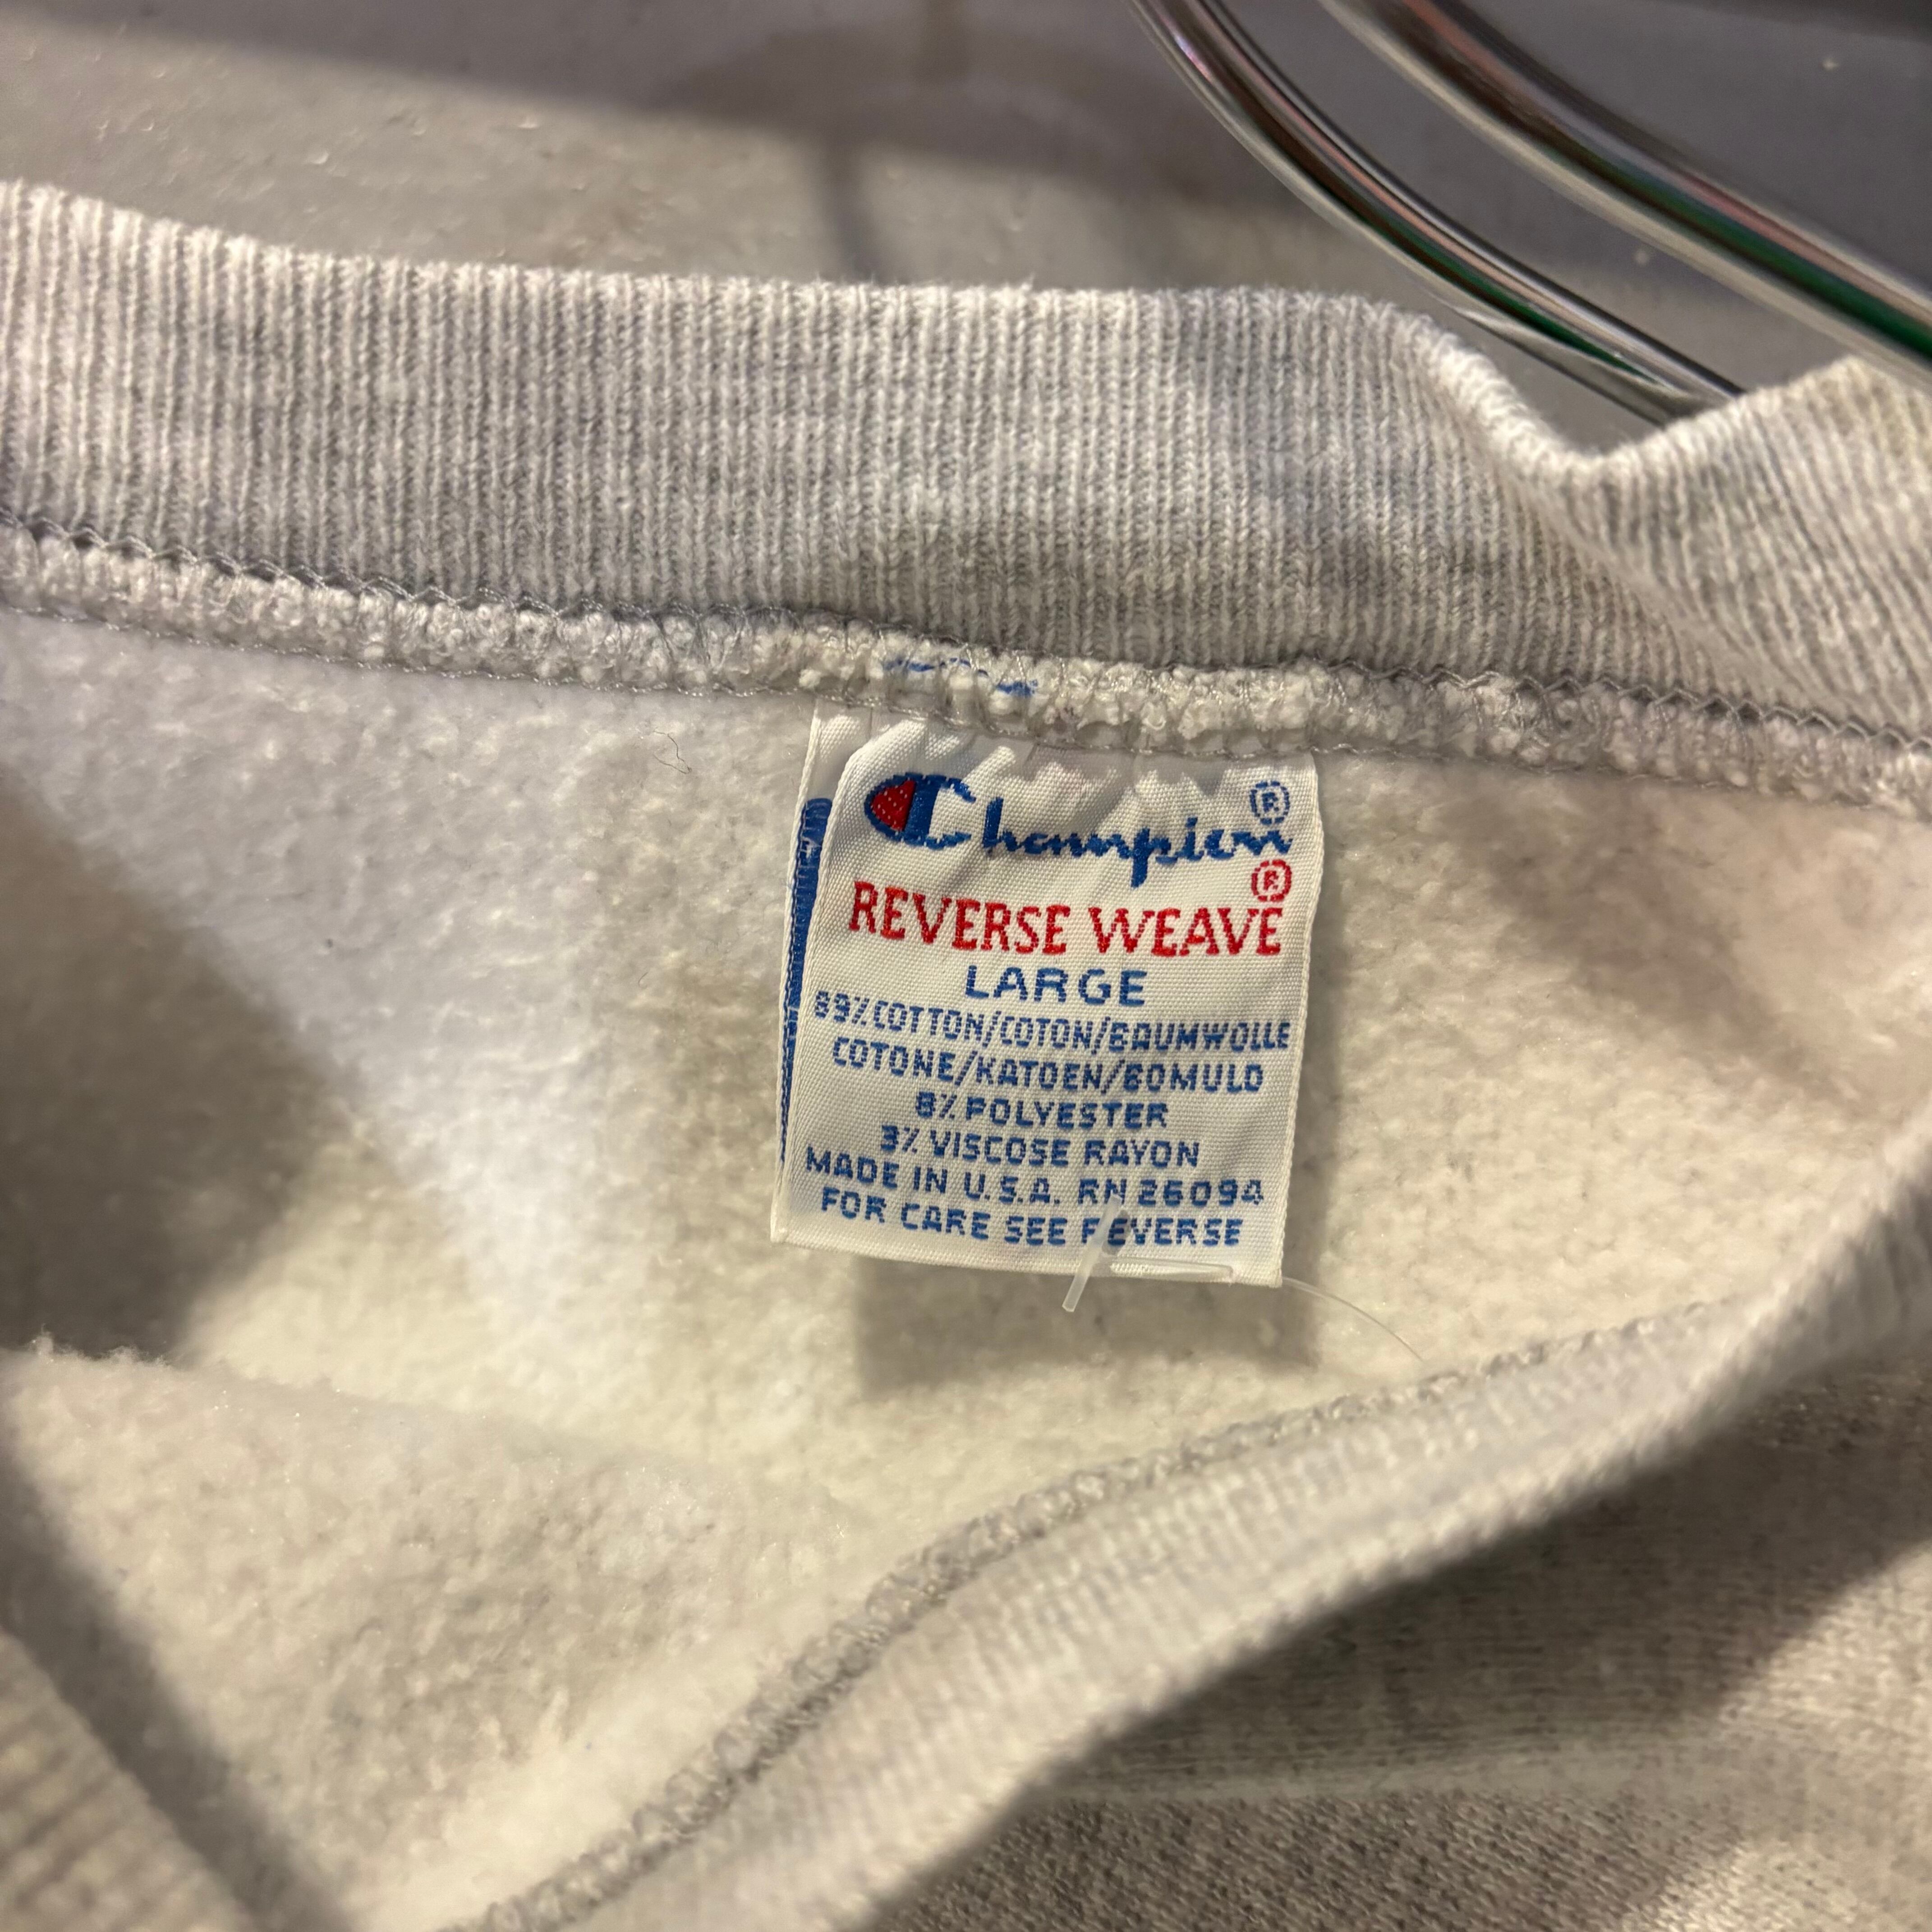 Champion®
REVERSE WEAVE®
LARGE
89% COTTON/COTON/BAUMWOLLE
COTONE/KATOEN/BOMULD
8% POLYESTER
3% VISCOSE RAYON
MADE IN U.S.A. RN 26094
FOR CARE SEE REVERSE